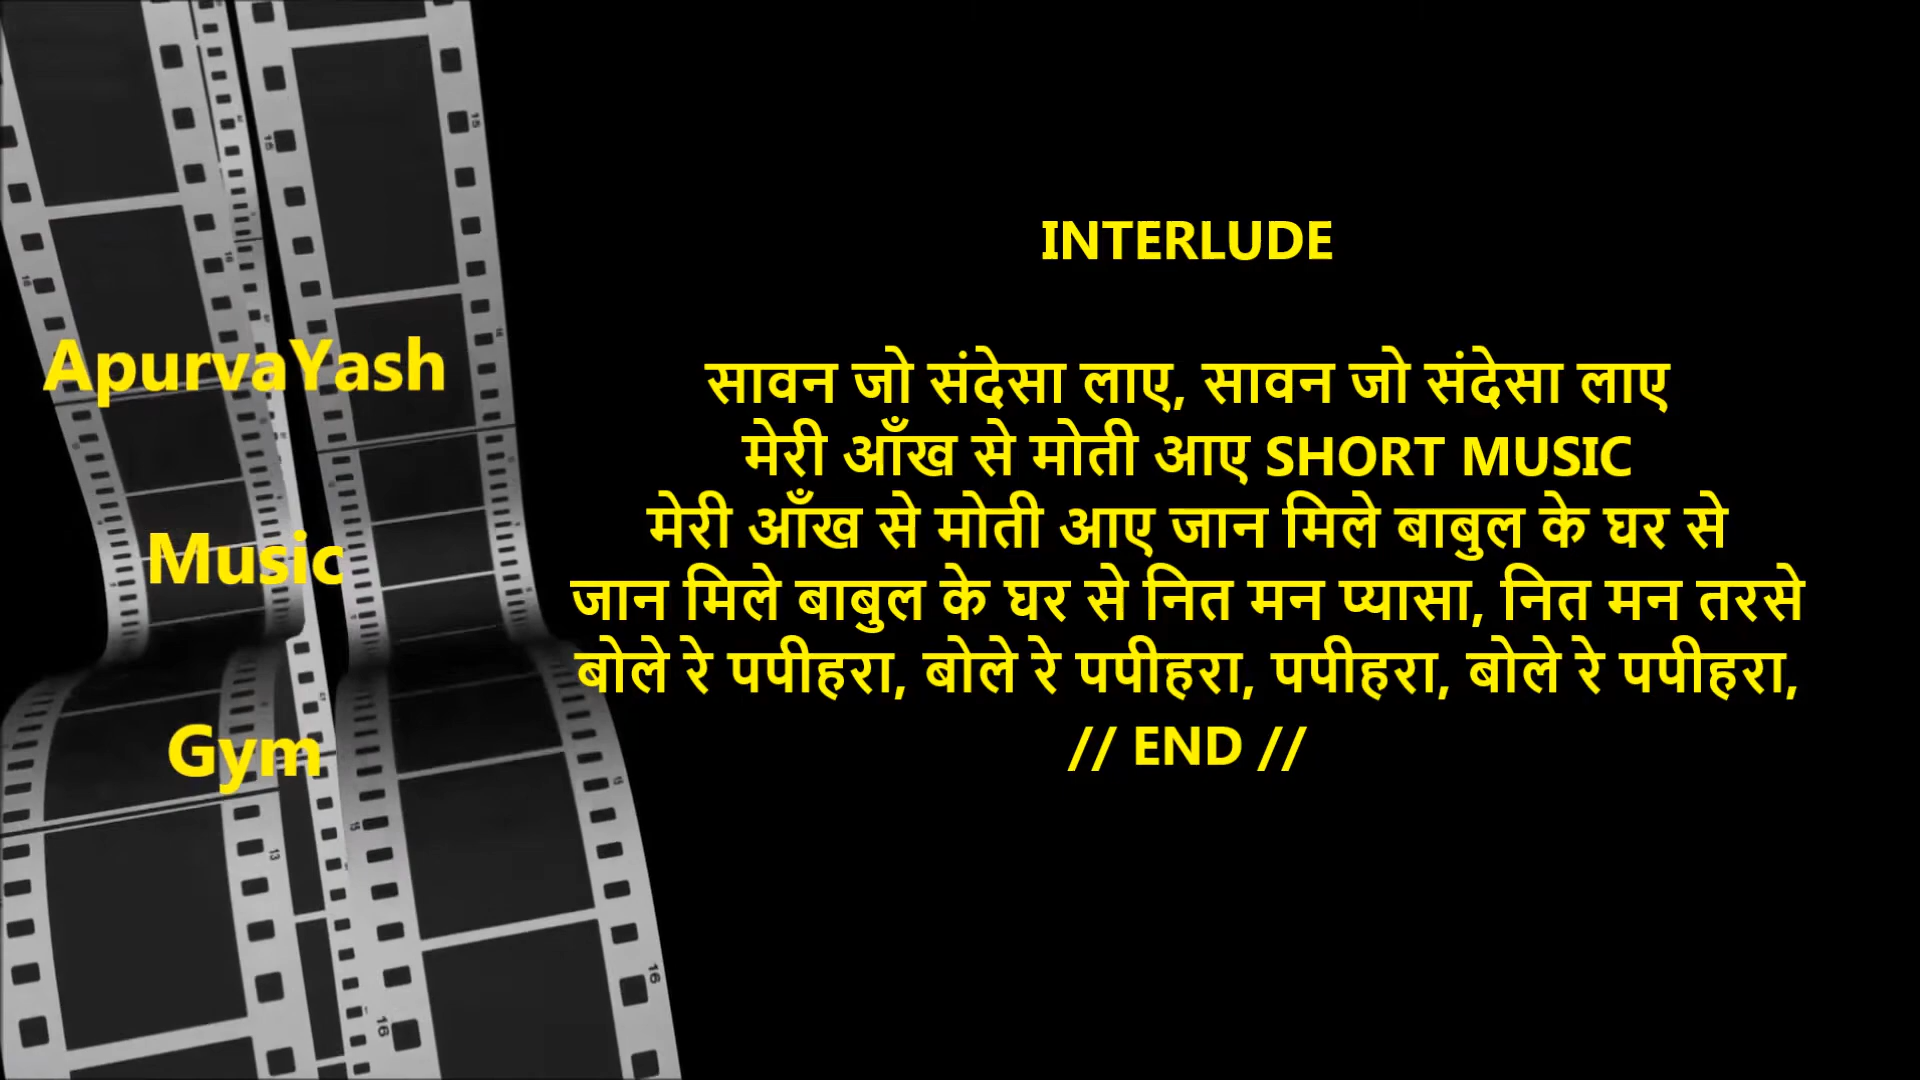 ApurvaYash
Music
Gym
INTERLUDE
सावन जो संदेसा लाए, सावन जो संदेसा लाए
मेरी आँख से मोती आए SHORT MUSIC
मेरी आँख से मोती आए जान मिले बाबुल के घर से
जान मिले बाबुल के घर से नित मन प्यासा, नित मन तरसे
बोले रे पपीहरा, बोले रे पपीहरा, पपीहरा, बोले रे पपीहरा,
// END //